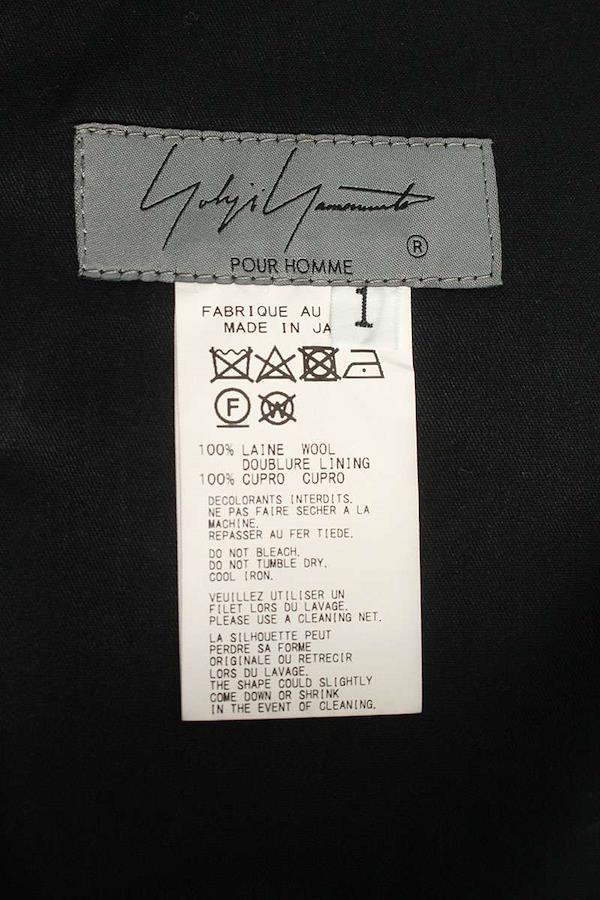 Yohji Yamamoto
®
POUR HOMME
1
FABRIQUE AU
MADE IN JA
F
W
100% LAINE WOOL
DOUBLURE LINING
100% CUPRO CUPRO
DECOLORANTS INTERDITS.
NE PAS FAIRE SECHER A LA
MACHINE.
REPASSER AU FER TIEDE.
DO NOT BLEACH.
DO NOT TUMBLE DRY.
COOL IRON.
VEUILLEZ UTILISER UN
FILET LORS DU LAVAGE.
PLEASE USE A CLEANING NET.
LA SILHOUETTE PEUT
PERDRE SA FORME
ORIGINALE OU RETRECIR
LORS DU LAVAGE.
THE SHAPE COULD SLIGHTLY
COME DOWN OR SHRINK
IN THE EVENT OF CLEANING.